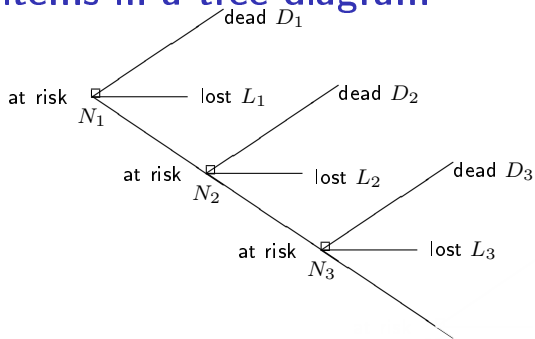 items in a tree diagram
dead D₁
at risk
lost L₁
N₁
dead D₂
at risk
lost L₂
N₂
dead D₃
at risk
lost L₃
N₃